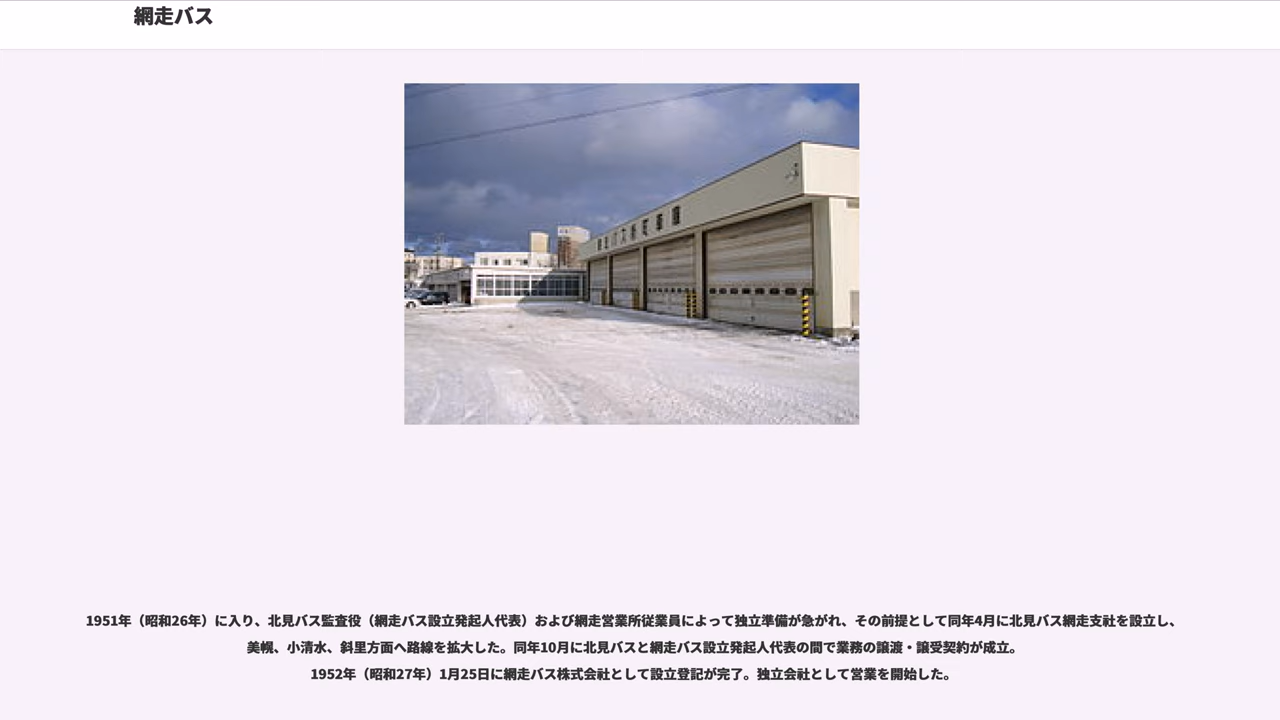 網走バス
1951年（昭和26年）に入り、北見バス監査役（網走バス設立発起人代表）および網走営業所従業員によって独立準備が急がれ、その前提として同年4月に北見バス網走支社を設立し、
美幌、小清水、斜里方面へ路線を拡大した。同年10月に北見バスと網走バス設立発起人代表の間で業務の譲渡・譲受契約が成立。
1952年（昭和27年）1月25日に網走バス株式会社として設立登記が完了。独立会社として営業を開始した。